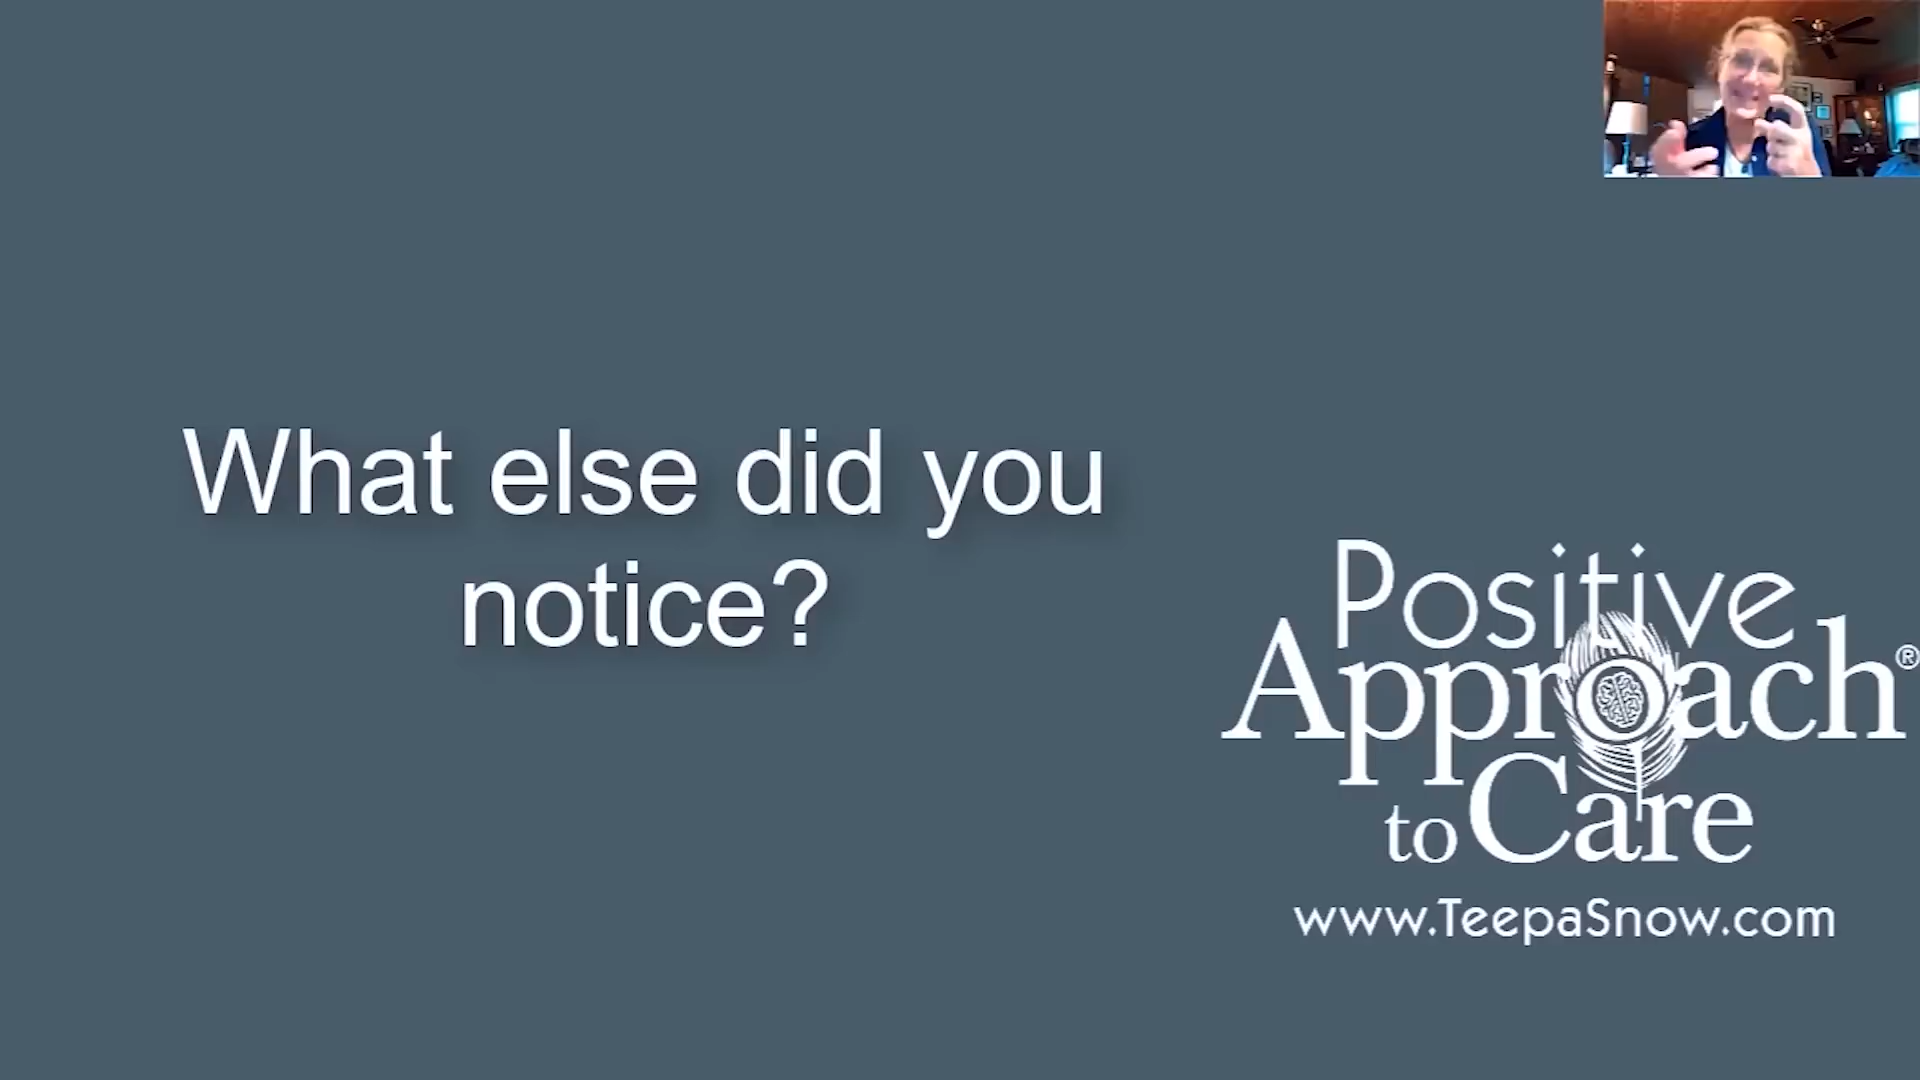 What else did you
notice?
Positive
Approach®
to Care
www.TeepaSnow.com